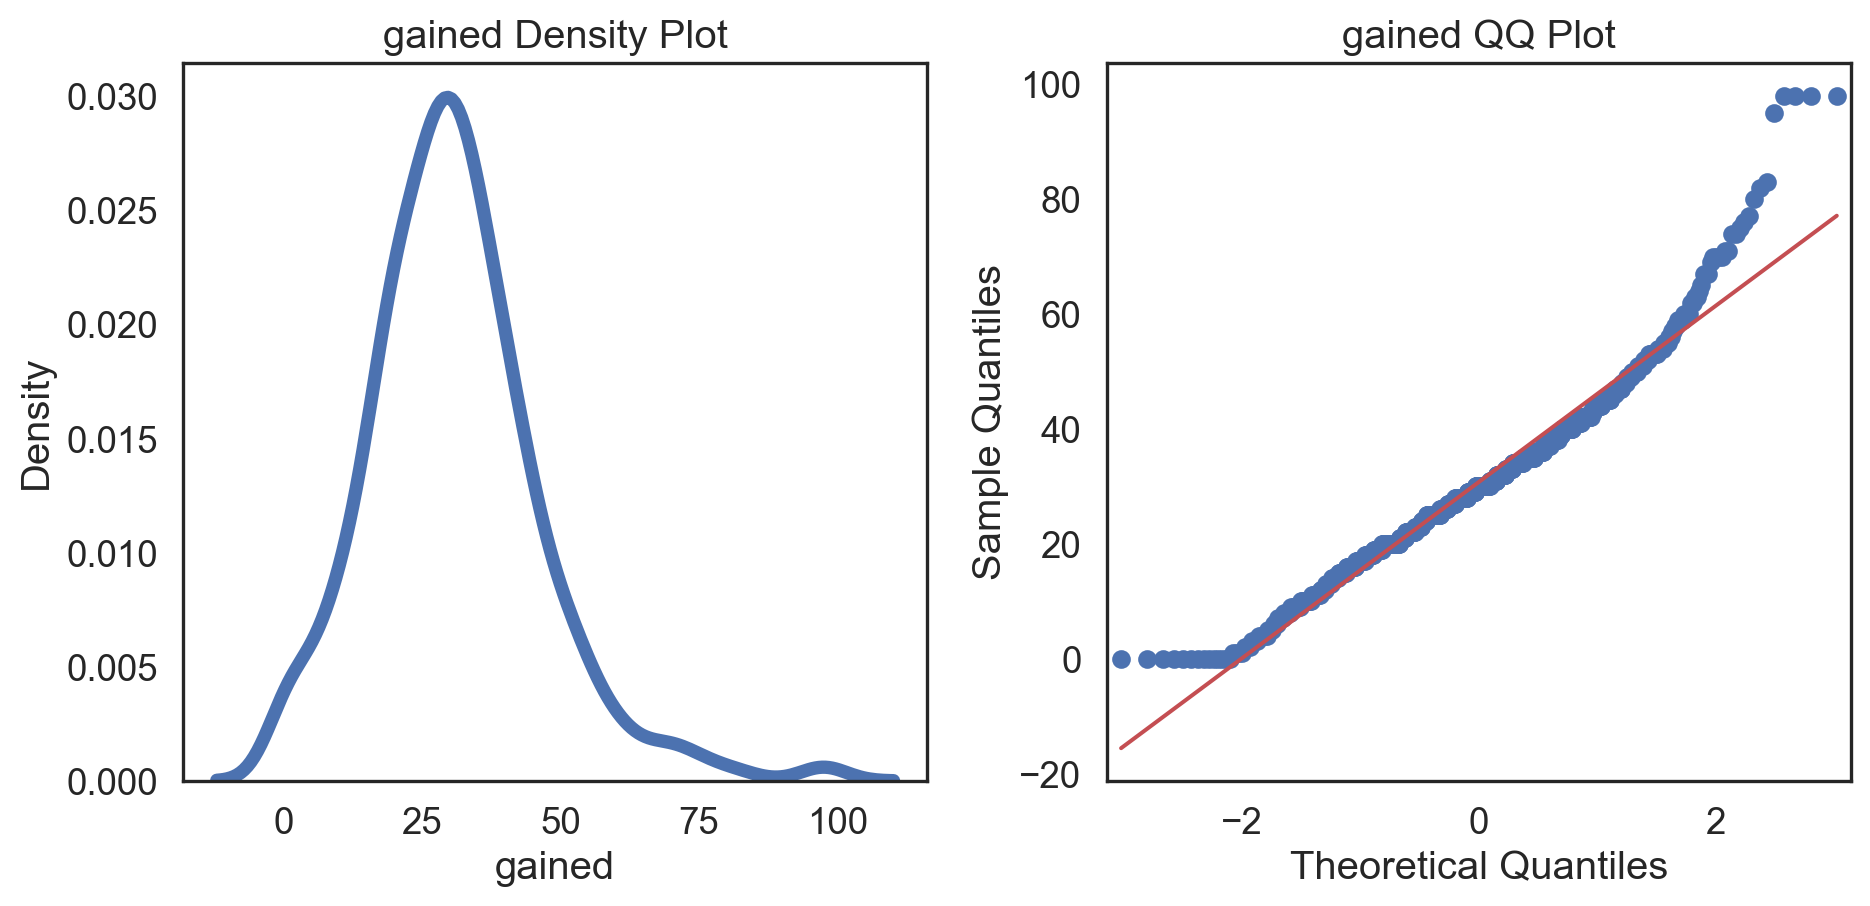 gained Density Plot
0.030
0.025
0.020
0.015
0.010
0.005
0.000
Density
0 25 50 75 100
gained
gained QQ Plot
100
80
60
40
20
0
−20
Sample Quantiles
−2 0 2
Theoretical Quantiles